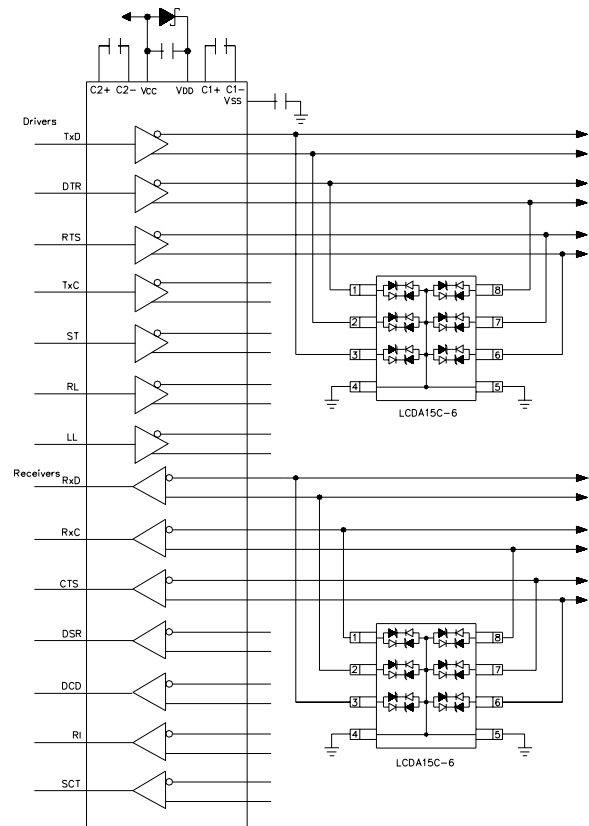 C2+ C2- VCC VDD C1+ C1-
VSS
Drivers
TxD
DTR
RTS
TxC
1 8
ST
2 7
3 6
RL
4 5
LCDA15C-6
LL
Receivers RxD
RxC
CTS
DSR
1 8
2 7
DCD
3 6
RI
4 5
LCDA15C-6
SCT